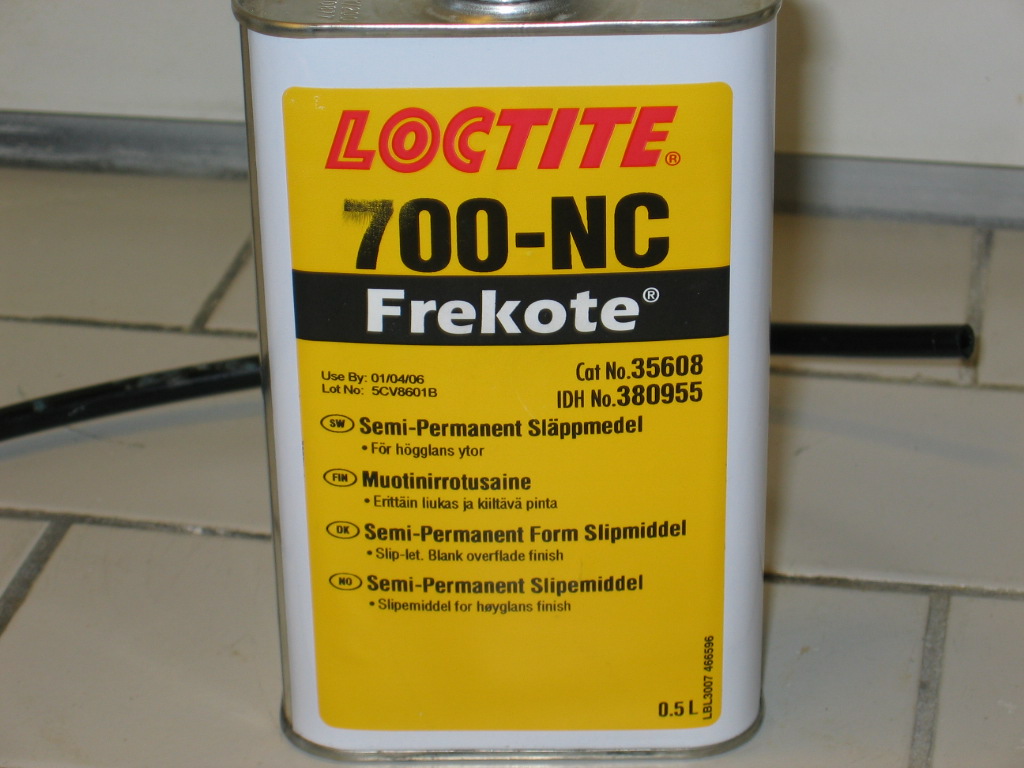 LOCTITE®
700-NC
Frekote®
Use By: 01/04/06
Lot No: 5CV8601B
Cat No.35608
IDH No.380955
SW Semi-Permanent Släppmedel
• För högglans ytor
FIN Muotinirrotusaine
• Erittäin liukas ja kiiltävä pinta
DK Semi-Permanent Form Slipmiddel
• Slip-let. Blank overflade finish
NO Semi-Permanent Slipemiddel
• Slipemiddel for høyglans finish
0.5 L
LBL3007 466596